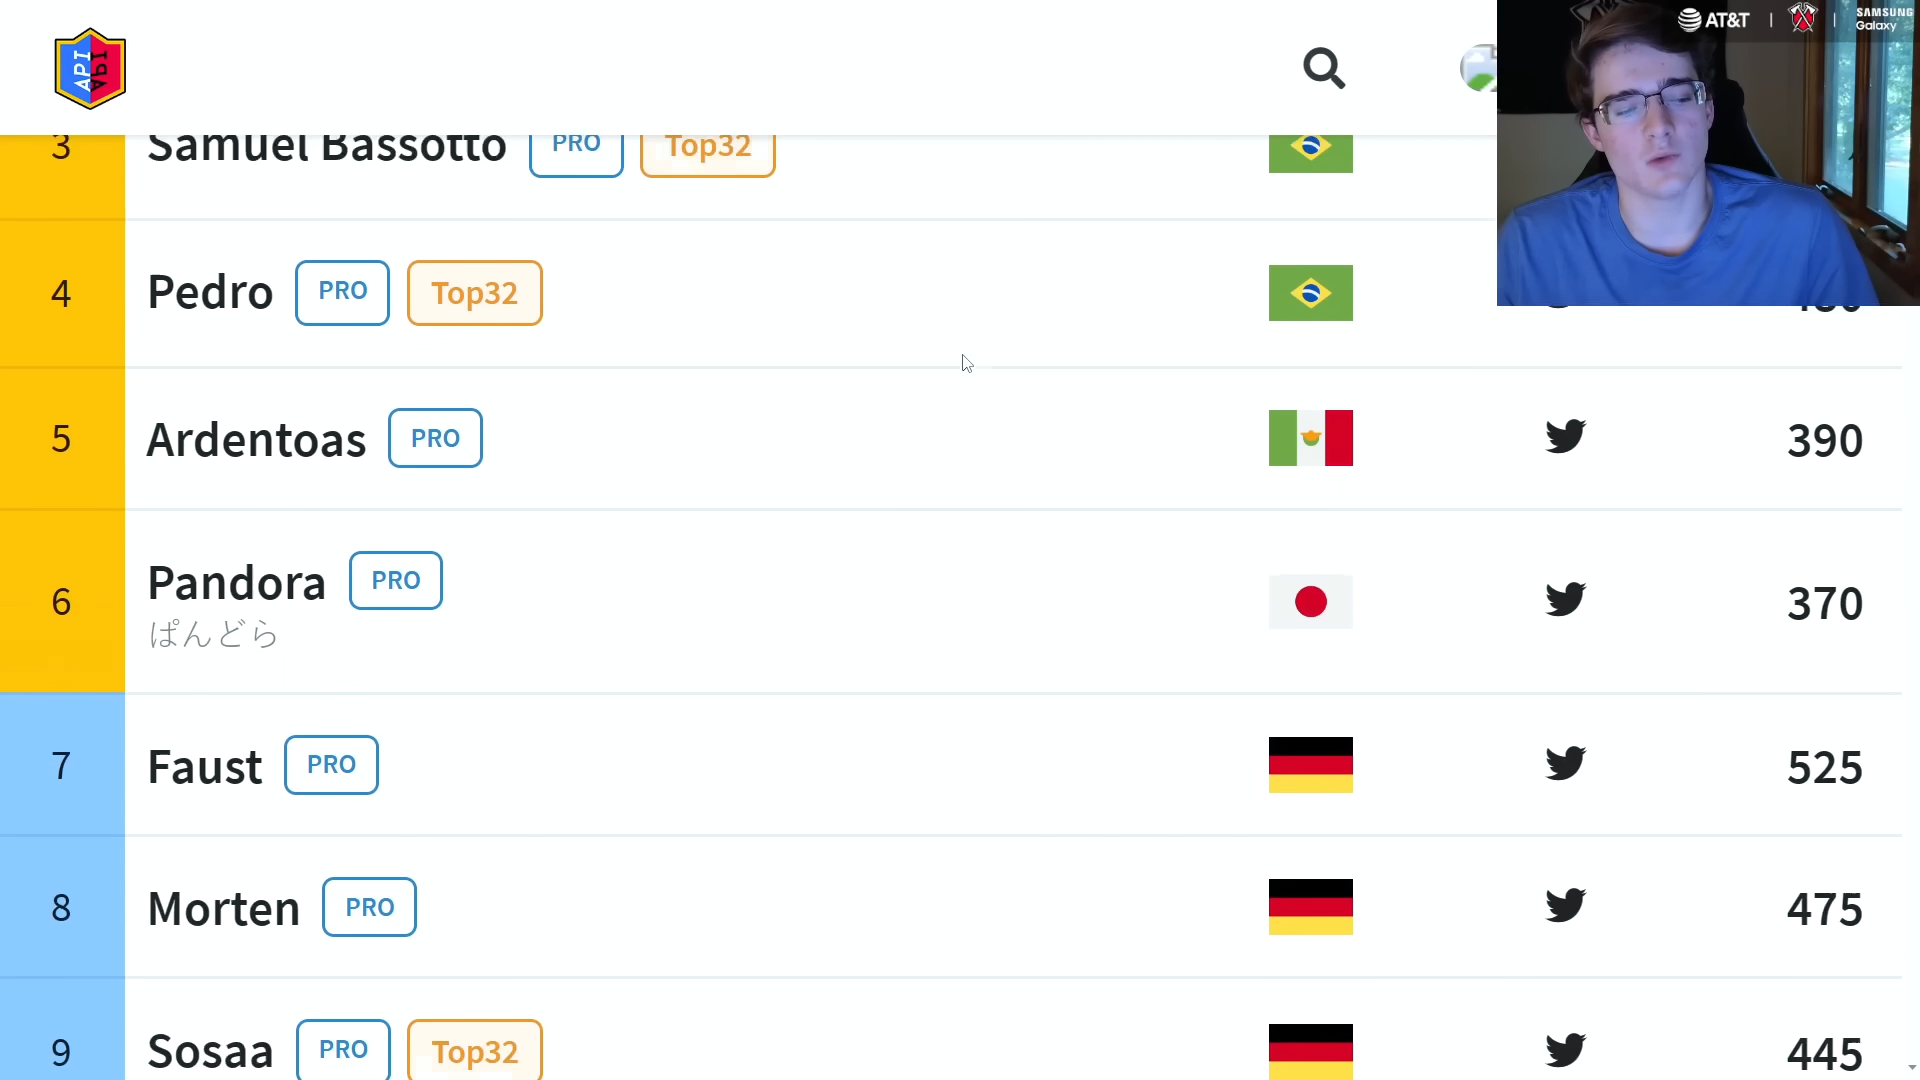 API
API
AT&T | | SAMSUNG Galaxy
3 Samuel Bassotto PRO Top32
4 Pedro PRO Top32
5 Ardentoas PRO 390
6 Pandora PRO 370
ぱんどら
7 Faust PRO 525
8 Morten PRO 475
9 Sosaa PRO Top32 445